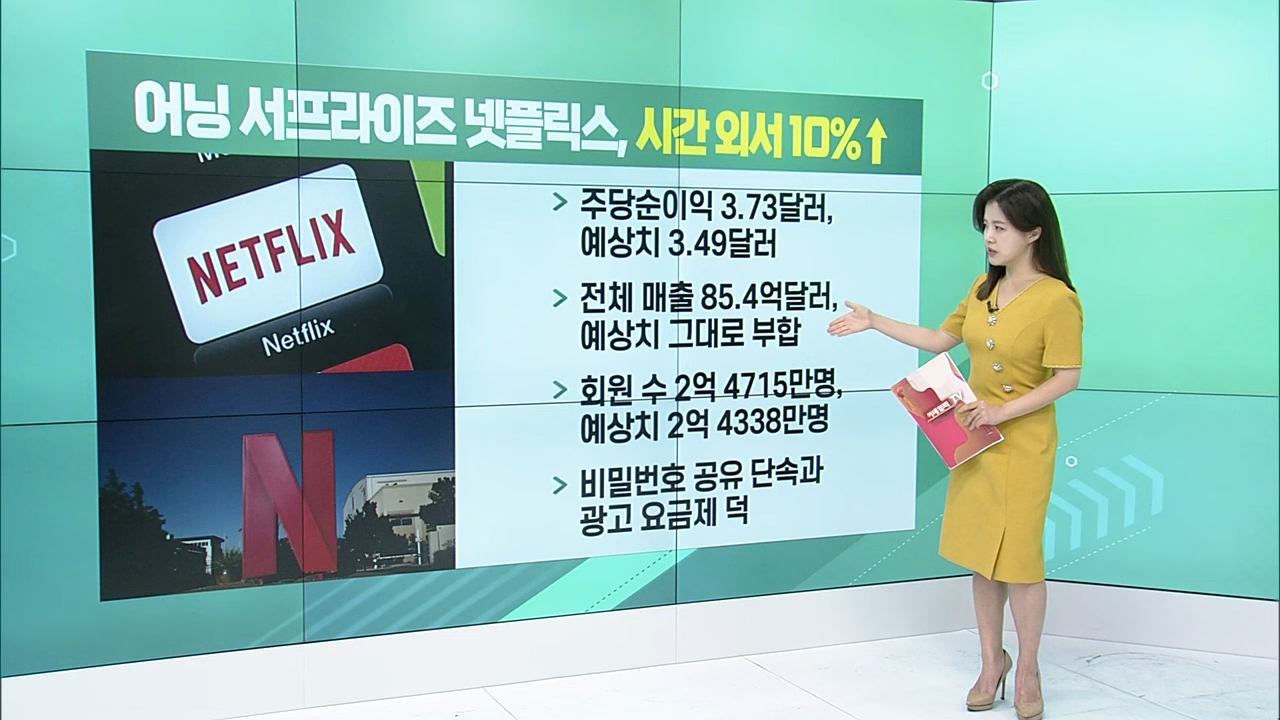 어닝 서프라이즈 넷플릭스, 시간 외서 10%↑
NETFLIX
Netflix
> 주당순이익 3.73달러,
예상치 3.49달러
> 전체 매출 85.4억달러,
예상치 그대로 부합
> 회원 수 2억 4715만명,
예상치 2억 4338만명
> 비밀번호 공유 단속과
광고 요금제 덕
N
TV